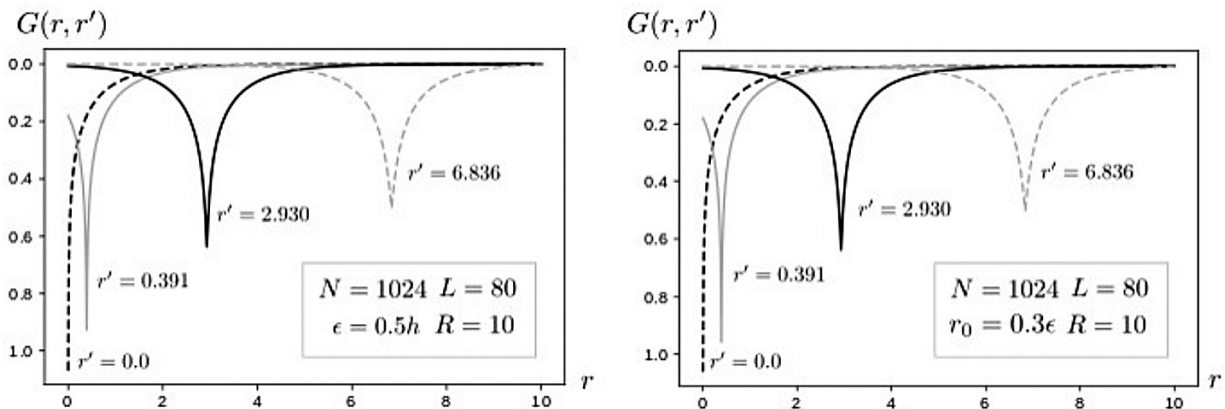 G(r, r′)
0.0
0.2
0.4
0.6
0.8
1.0
r′ = 6.836
r′ = 2.930
r′ = 0.391
r′ = 0.0
N = 1024 L = 80
ϵ = 0.5h R = 10
0 2 4 6 8 10
r
G(r, r′)
0.0
0.2
0.4
0.6
0.8
1.0
r′ = 6.836
r′ = 2.930
r′ = 0.391
r′ = 0.0
N = 1024 L = 80
r₀ = 0.3ϵ R = 10
0 2 4 6 8 10
r